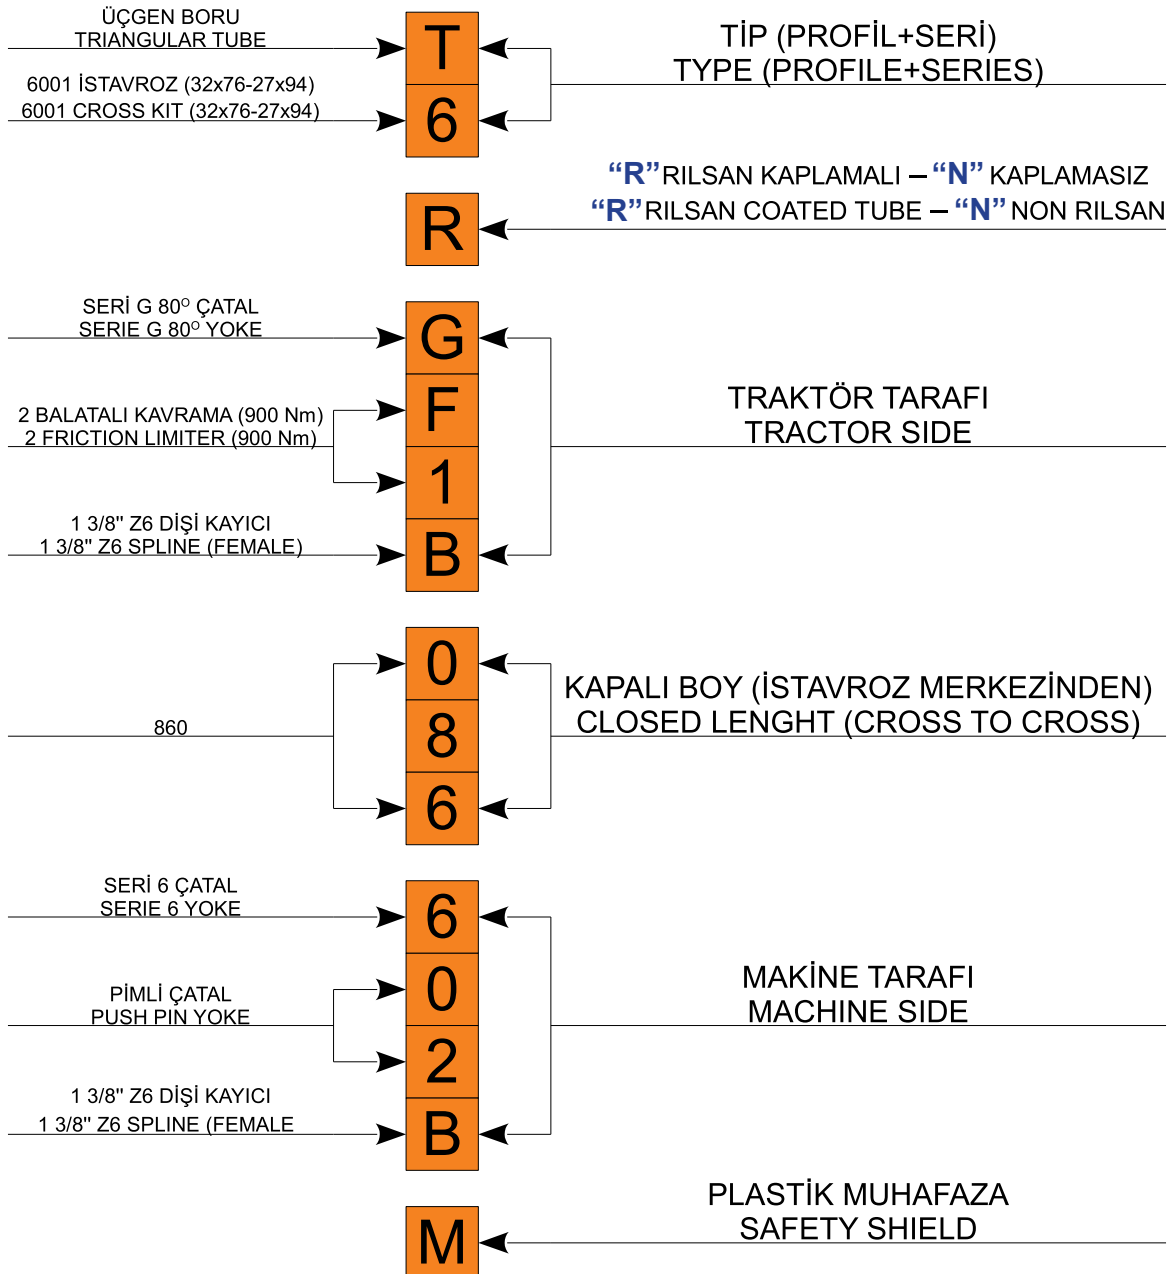 ÜÇGEN BORU
TRIANGULAR TUBE
T
TİP (PROFİL+SERİ)
TYPE (PROFILE+SERIES)
6001 İSTAVROZ (32x76-27x94)
6001 CROSS KIT (32x76-27x94)
6
“R” RILSAN KAPLAMALI – “N” KAPLAMASIZ
“R” RILSAN COATED TUBE – “N” NON RILSAN
R
SERİ G 80° ÇATAL
SERIE G 80° YOKE
G
2 BALATALI KAVRAMA (900 Nm)
2 FRICTION LIMITER (900 Nm)
F
1
TRAKTÖR TARAFI
TRACTOR SIDE
1 3/8" Z6 DİŞİ KAYICI
1 3/8" Z6 SPLINE (FEMALE)
B
0
8
6
860
KAPALI BOY (İSTAVROZ MERKEZİNDEN)
CLOSED LENGHT (CROSS TO CROSS)
SERİ 6 ÇATAL
SERIE 6 YOKE
6
PİMLİ ÇATAL
PUSH PIN YOKE
0
2
MAKİNE TARAFI
MACHINE SIDE
1 3/8" Z6 DİŞİ KAYICI
1 3/8" Z6 SPLINE (FEMALE
B
PLASTİK MUHAFAZA
SAFETY SHIELD
M